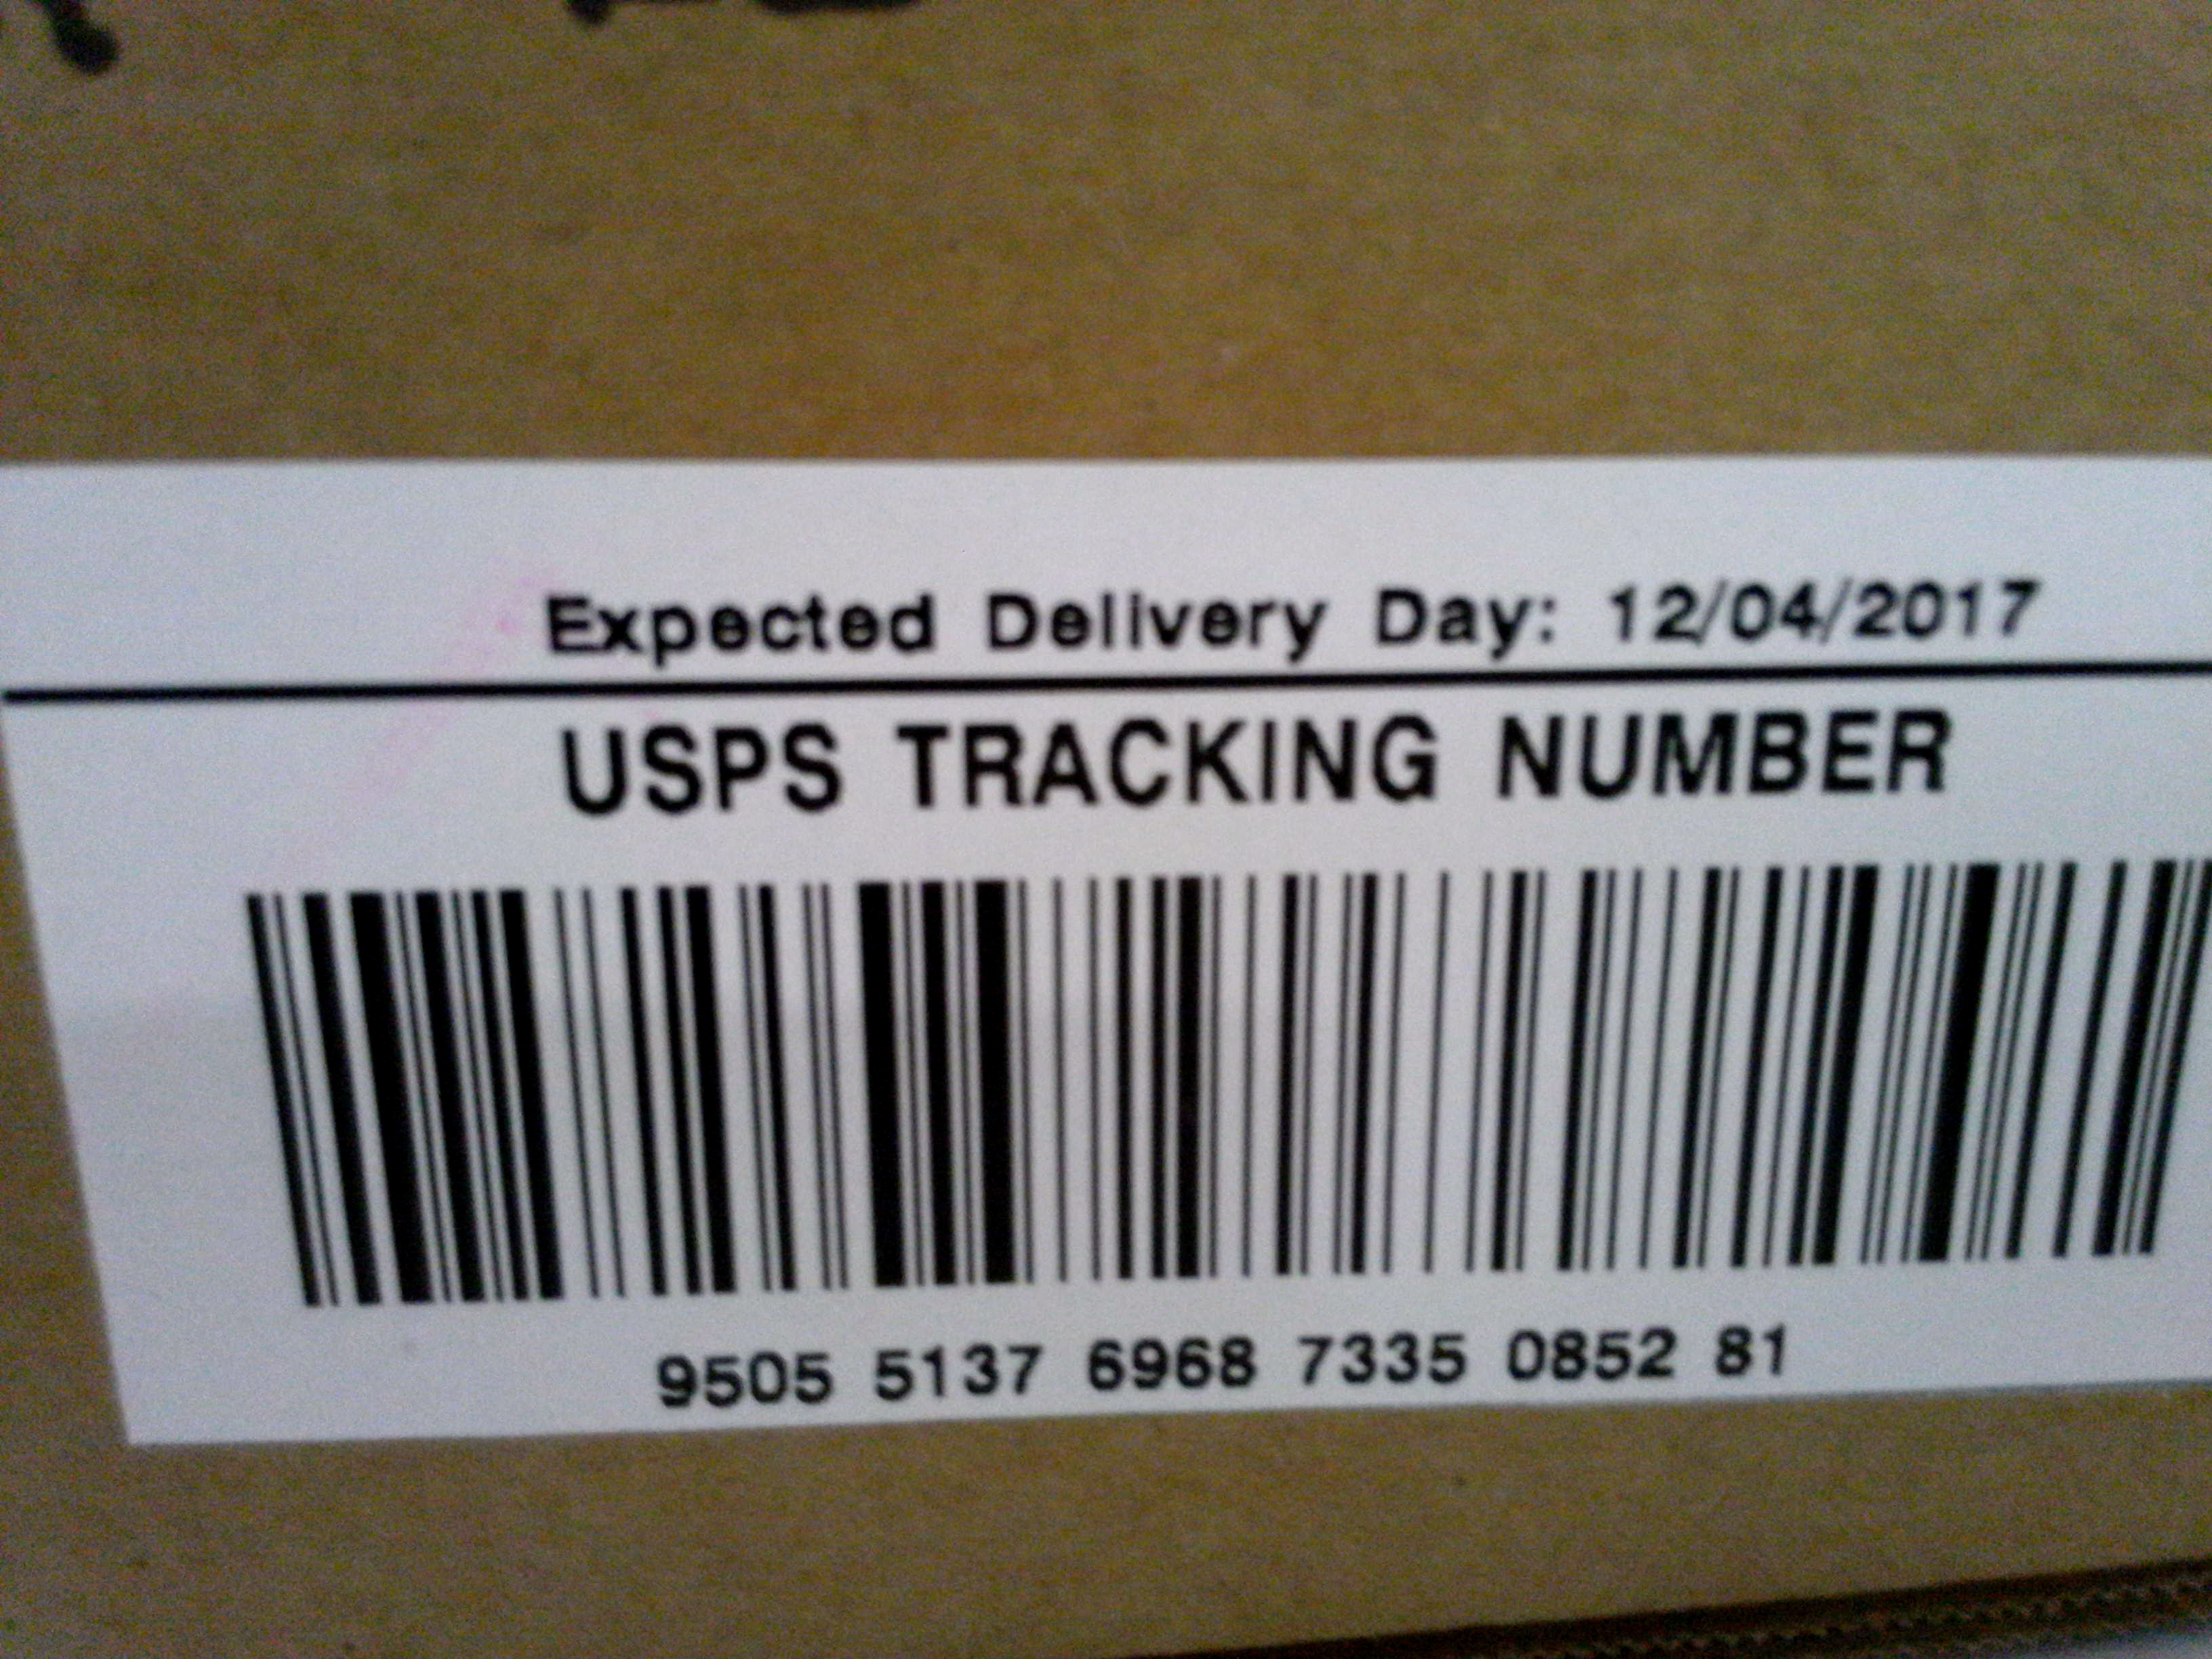 Expected Delivery Day: 12/04/2017
USPS TRACKING NUMBER
9505 5137 6968 7335 0852 81